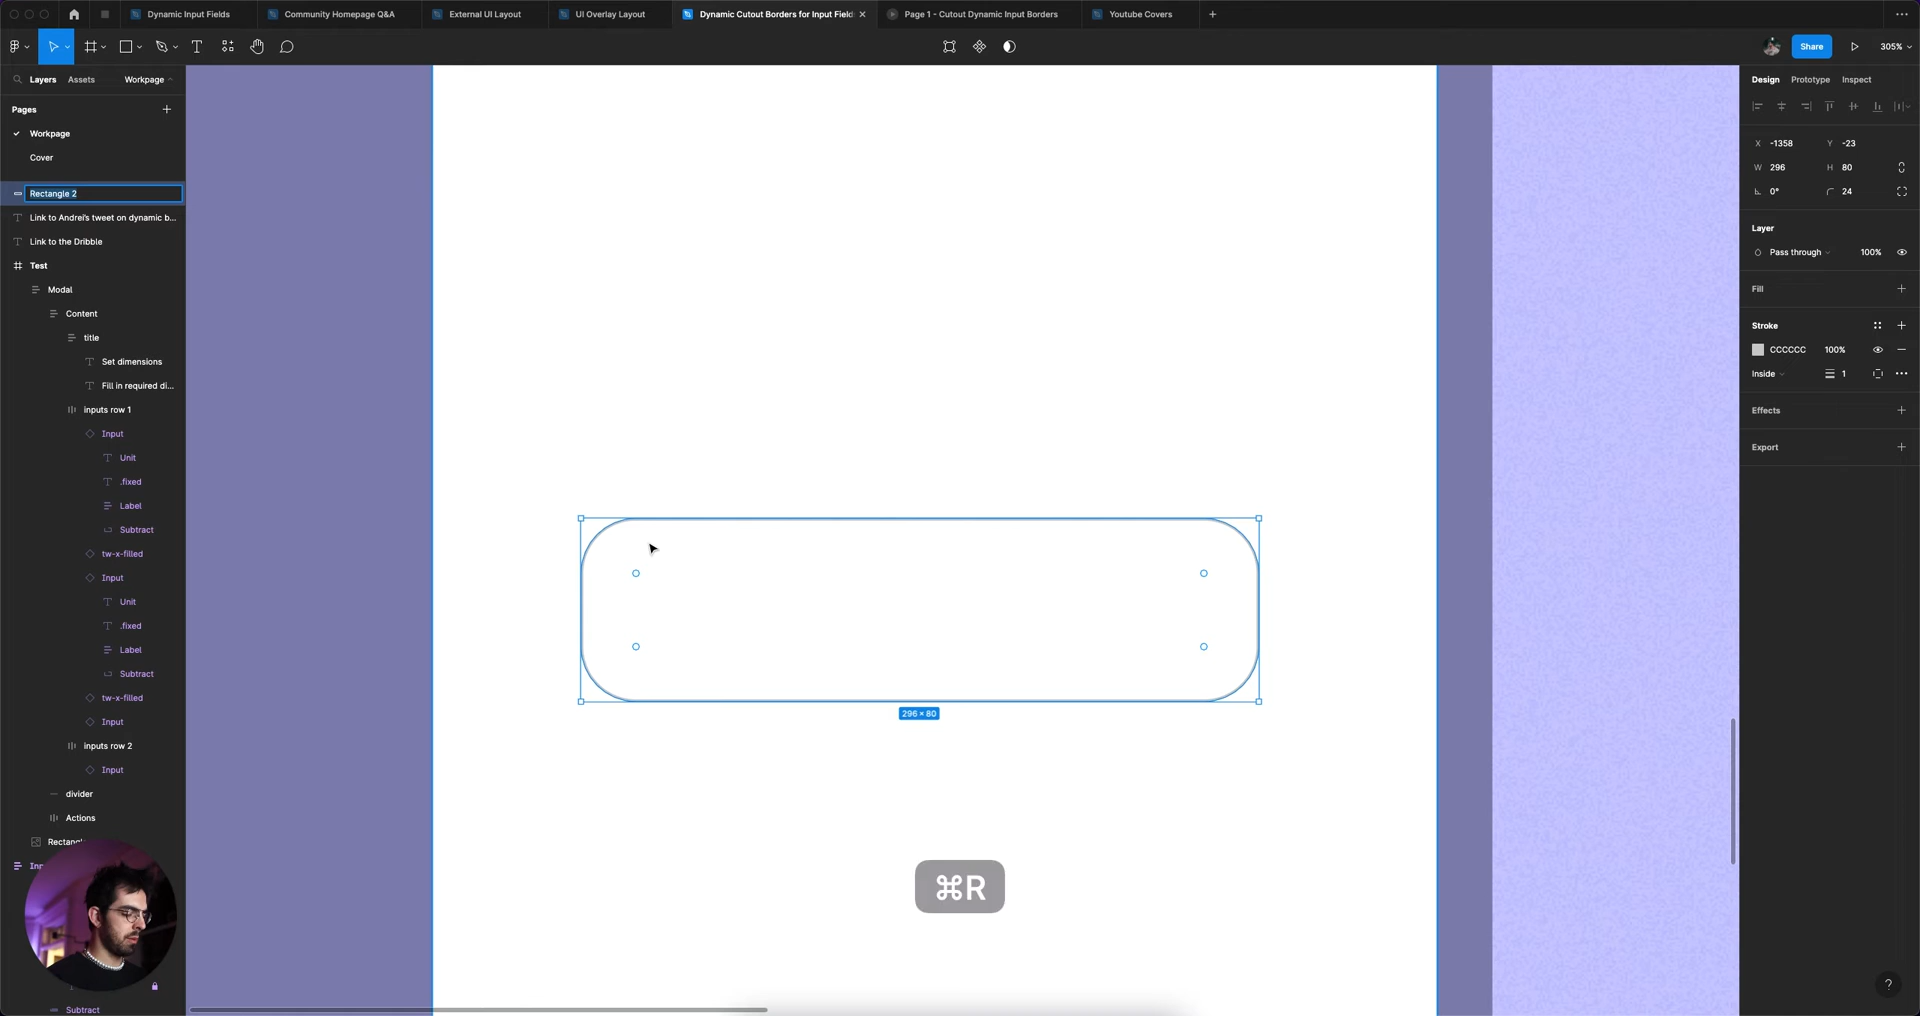 Dynamic Input Fields
Community Homepage Q&A
External UI Layout
UI Overlay Layout
Dynamic Cutout Borders for Input Field
Page 1 - Cutout Dynamic Input Borders
Youtube Covers
Share
305%
Layers
Assets
Workpage
Pages
Workpage
Cover
Rectangle 2
Link to Andrei's tweet on dynamic b...
Link to the Dribble
Test
Modal
Content
title
Set dimensions
Fill in required di...
inputs row 1
Input
Unit
.fixed
Label
Subtract
tw-x-filled
Input
Unit
.fixed
Label
Subtract
tw-x-filled
Input
inputs row 2
Input
divider
Actions
Subtract
296 × 80
⌘R
Design
Prototype
Inspect
X -1358 Y -23
W 296 H 80
0° 24
Layer
Pass through 100%
Fill
Stroke
CCCCCC 100%
Inside 1
Effects
Export
?